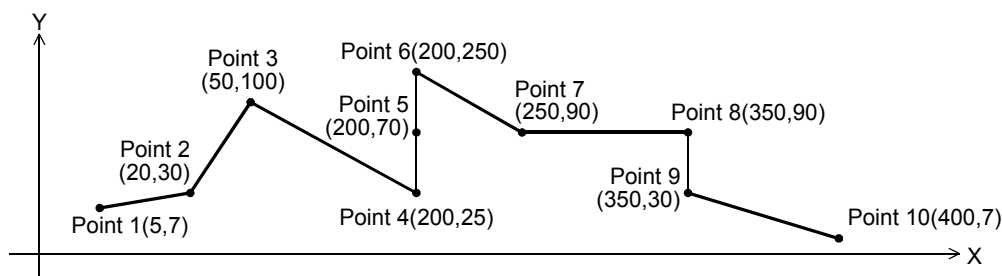 Y
Point 6(200,250)
Point 3
(50,100)
Point 7
(250,90)
Point 5
(200,70)
Point 8(350,90)
Point 2
(20,30)
Point 9
(350,30)
Point 1(5,7)
Point 4(200,25)
Point 10(400,7)
X